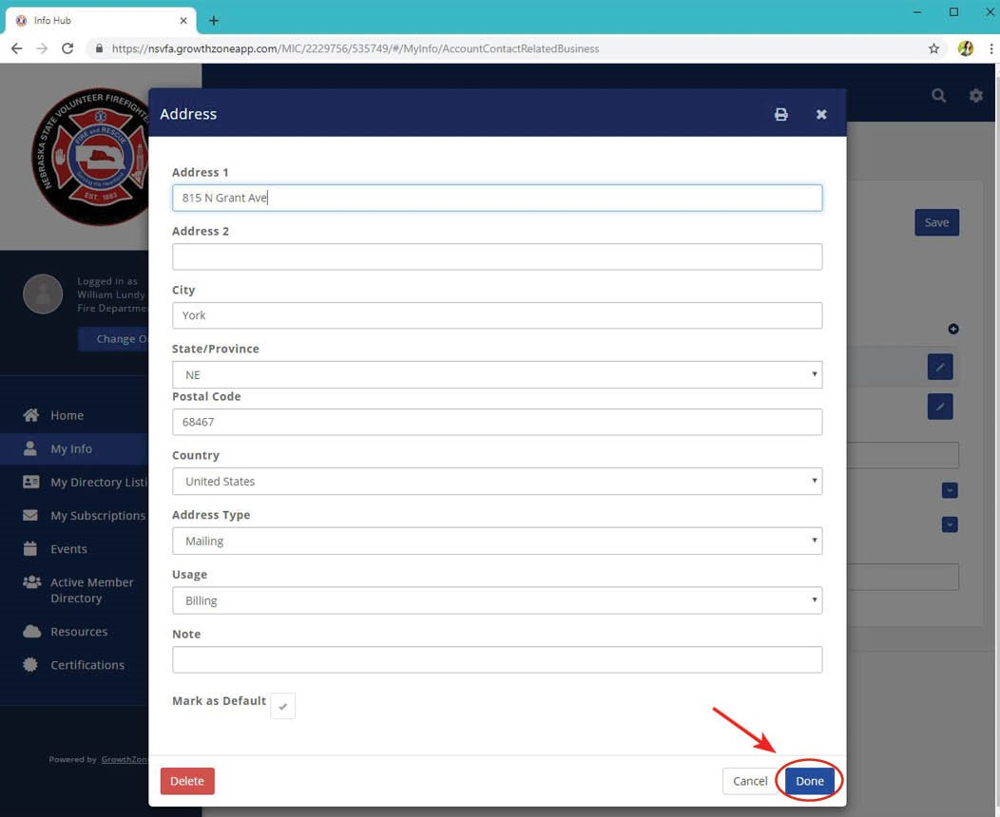 Info Hub
https://nsvfa.growthzoneapp.com/MIC/2229756/535749/#/MyInfo/AccountContactRelatedBusiness
NEBRASKA STATE VOLUNTEER FIREFIGHTE
FIRE AND RESCUE
Serving the Heartland
EST. 1883
Logged in as
William Lundy
Fire Departme
Change O
Home
My Info
My Directory Listi
My Subscriptions
Events
Active Member
Directory
Resources
Certifications
Powered by GrowthZon
Address
Address 1
815 N Grant Ave
Address 2
City
York
State/Province
NE
Postal Code
68467
Country
United States
Address Type
Mailing
Usage
Billing
Note
Mark as Default
Delete
Cancel
Done
Save